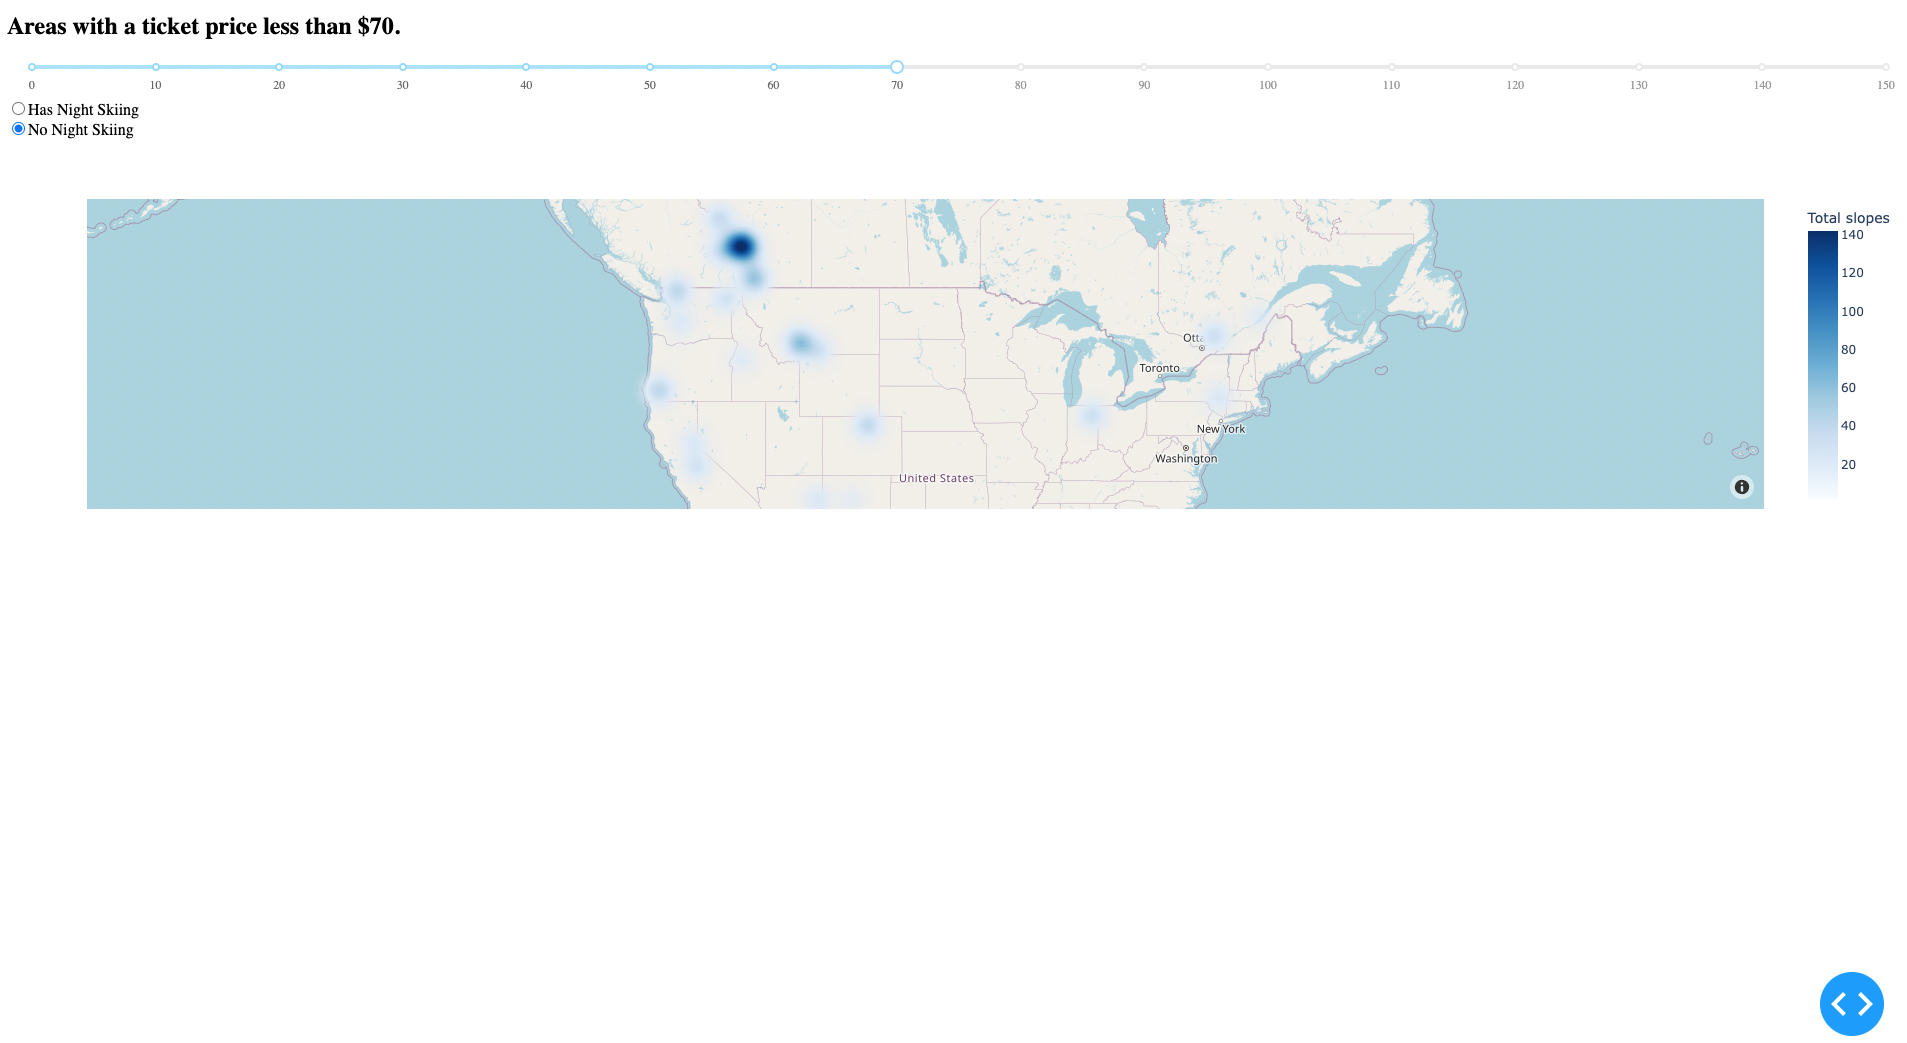 Areas with a ticket price less than $70.
0 10 20 30 40 50 60 70 80 90 100 110 120 130 140 150
Has Night Skiing
No Night Skiing
Total slopes
140
120
100
80
60
40
20
Otta
Toronto
New York
Washington
United States